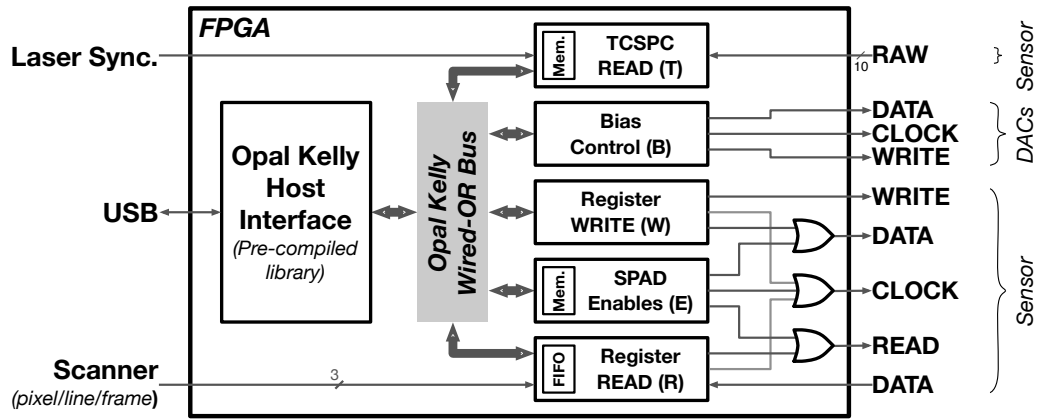 FPGA
Laser Sync.
Mem.
TCSPC
READ (T)
10
RAW
Sensor
Bias
Control (B)
DATA
CLOCK
WRITE
DACs
Opal Kelly
Host
Interface
(Pre-compiled
library)
USB
Opal Kelly
Wired-OR Bus
Register
WRITE (W)
WRITE
DATA
Mem.
SPAD
Enables (E)
CLOCK
READ
Sensor
Scanner
(pixel/line/frame)
3
FIFO
Register
READ (R)
DATA